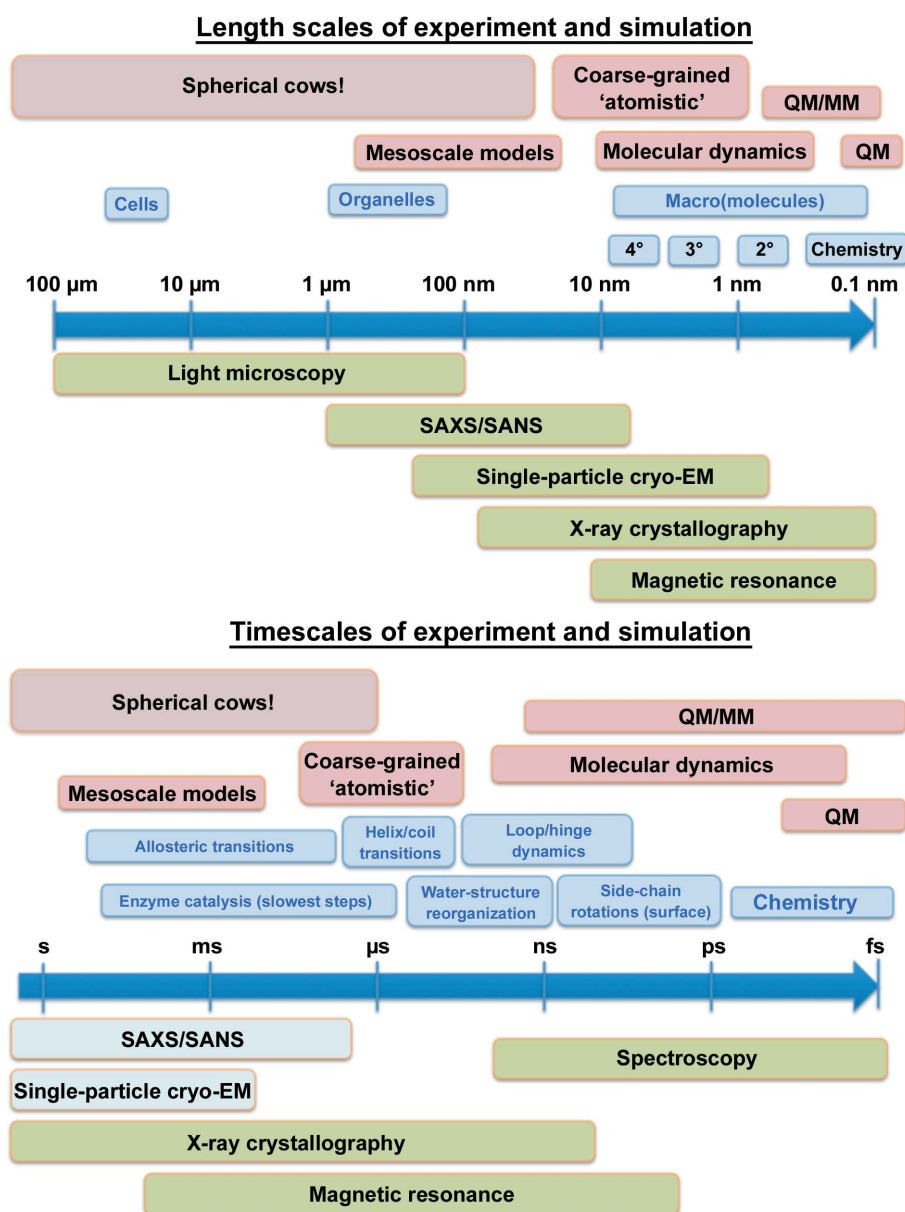 Length scales of experiment and simulation
Spherical cows!
Coarse-grained
‘atomistic’
QM/MM
Mesoscale models
Molecular dynamics
QM
Cells
Organelles
Macro(molecules)
4°
3°
2°
Chemistry
100 µm
10 µm
1 µm
100 nm
10 nm
1 nm
0.1 nm
Light microscopy
SAXS/SANS
Single-particle cryo-EM
X-ray crystallography
Magnetic resonance
Timescales of experiment and simulation
Spherical cows!
QM/MM
Coarse-grained
‘atomistic’
Molecular dynamics
Mesoscale models
QM
Allosteric transitions
Helix/coil
transitions
Loop/hinge
dynamics
Enzyme catalysis (slowest steps)
Water-structure
reorganization
Side-chain
rotations (surface)
Chemistry
s
ms
µs
ns
ps
fs
SAXS/SANS
Spectroscopy
Single-particle cryo-EM
X-ray crystallography
Magnetic resonance